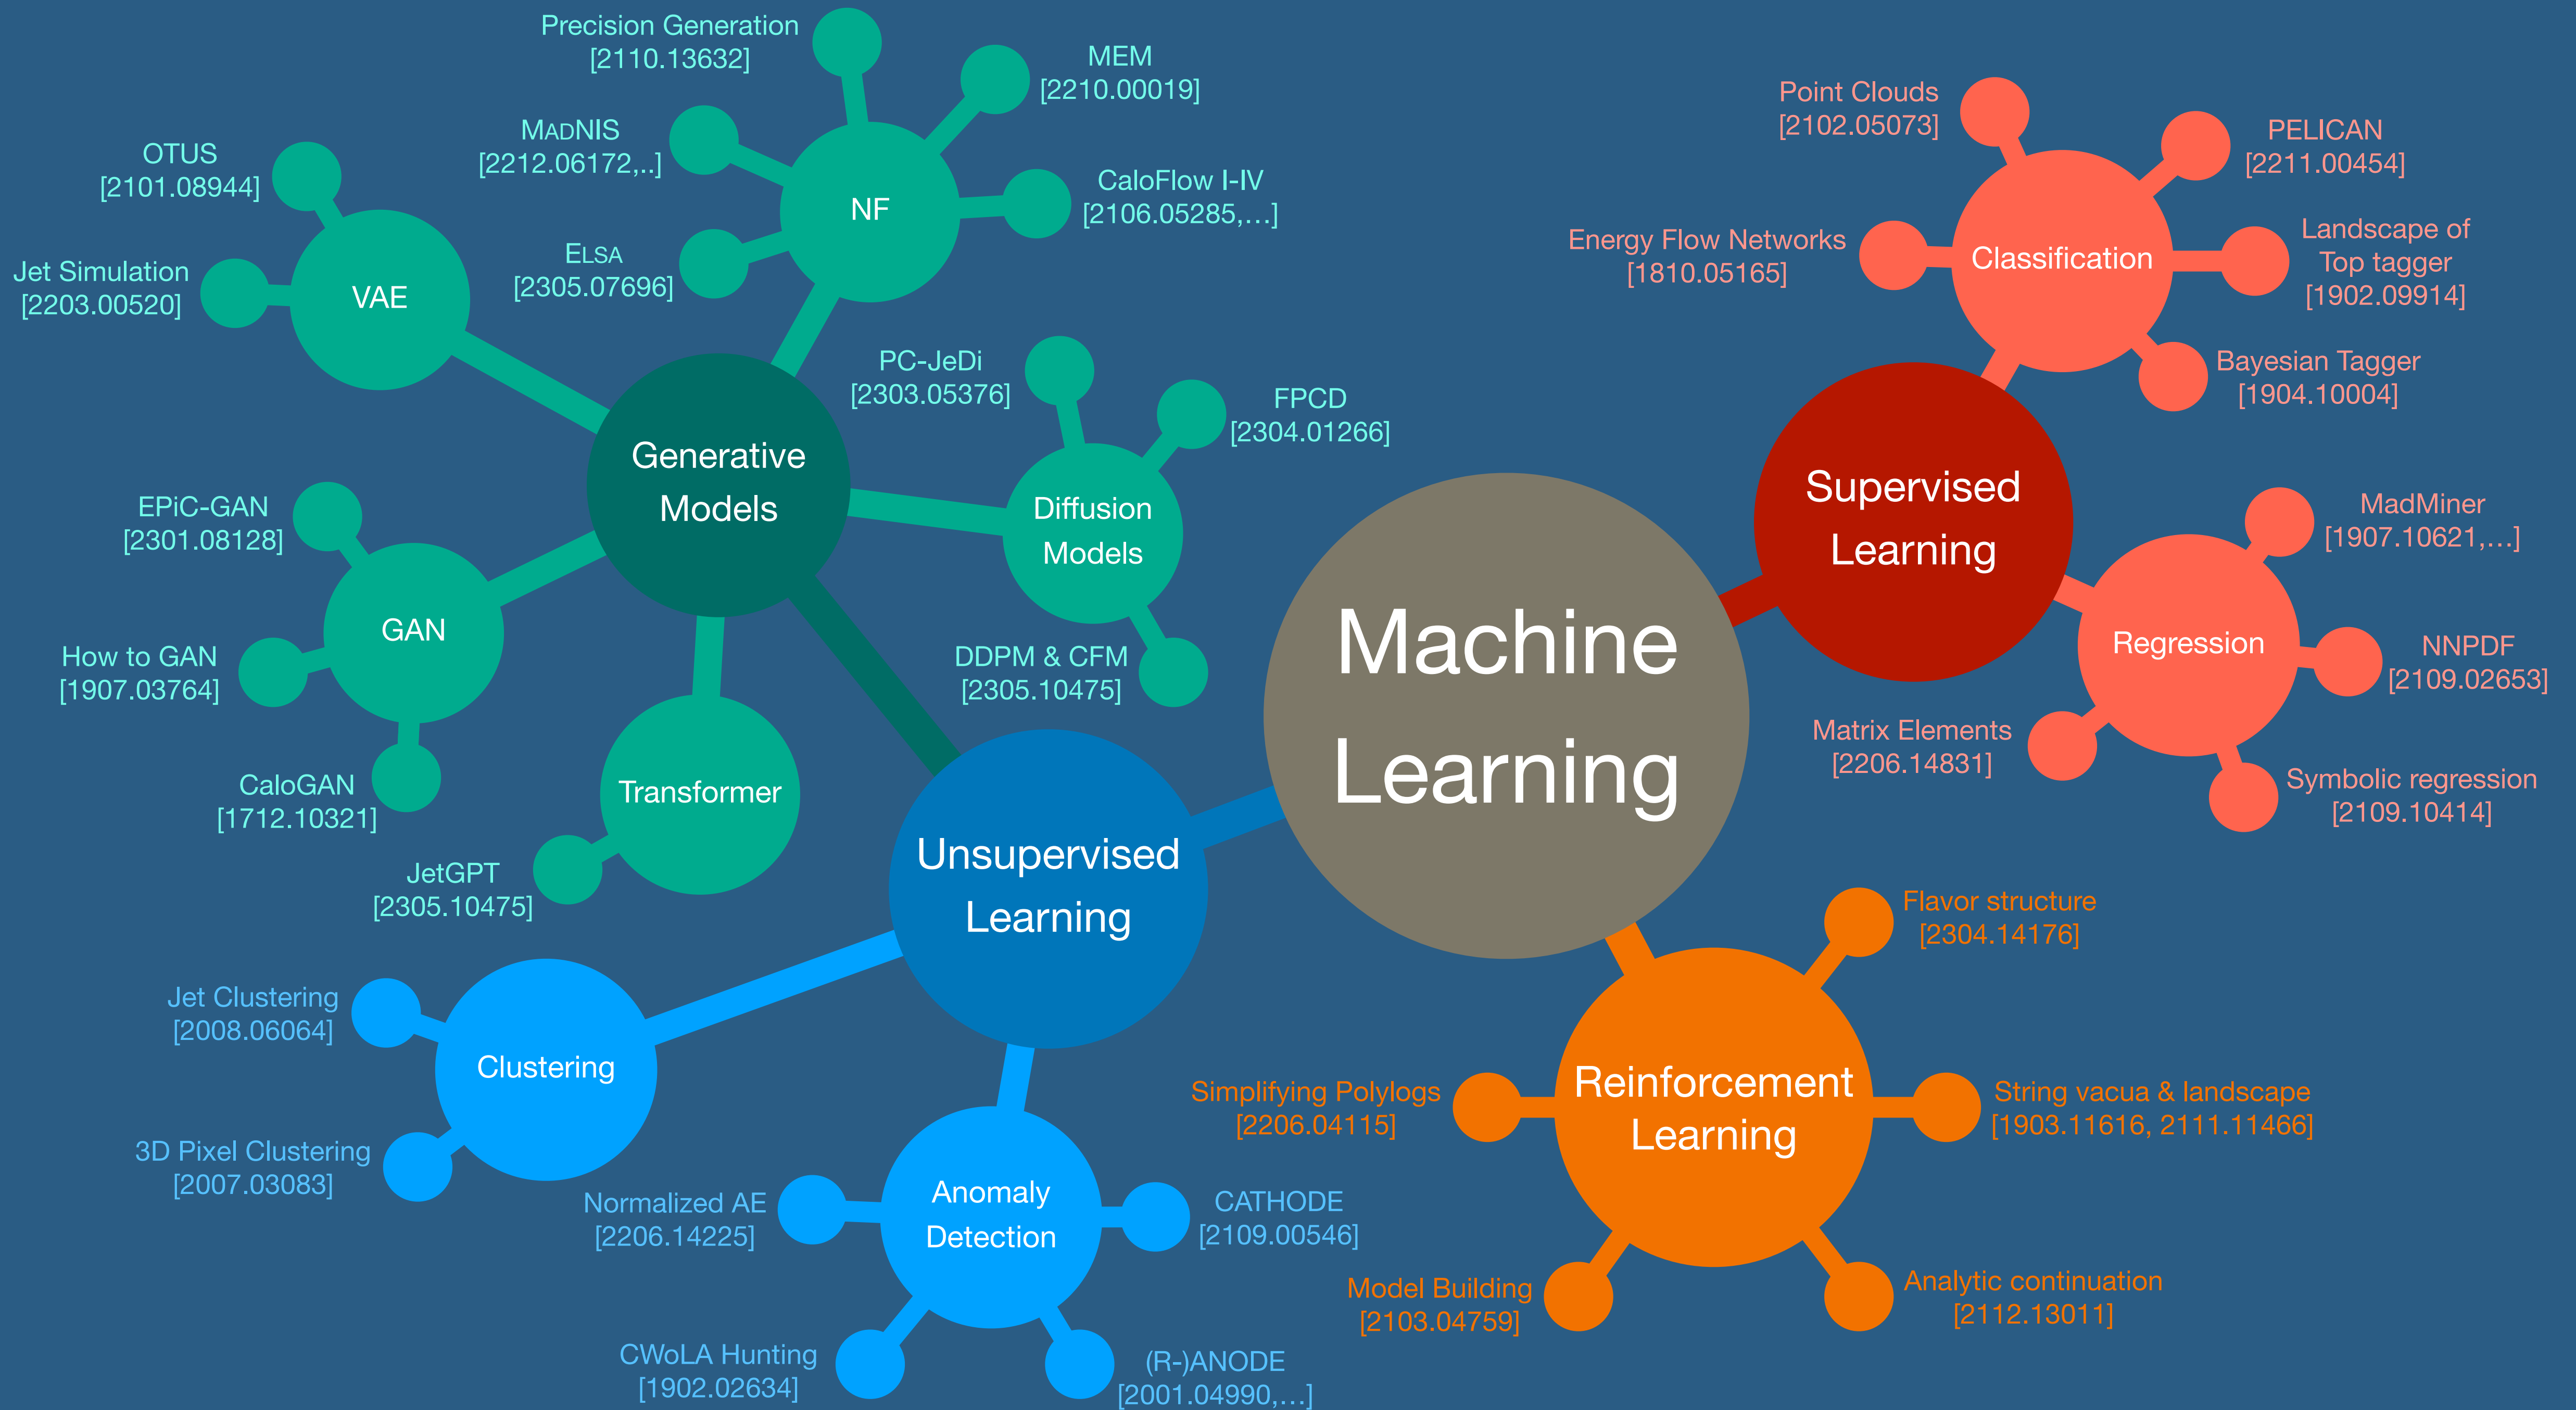 Machine
Learning
Unsupervised
Learning
Generative
Models
VAE
OTUS
[2101.08944]
Jet Simulation
[2203.00520]
NF
Precision Generation
[2110.13632]
MEM
[2210.00019]
MADNIS
[2212.06172,..]
CaloFlow I-IV
[2106.05285,…]
ELSA
[2305.07696]
Diffusion
Models
PC-JeDi
[2303.05376]
FPCD
[2304.01266]
DDPM & CFM
[2305.10475]
GAN
EPiC-GAN
[2301.08128]
How to GAN
[1907.03764]
CaloGAN
[1712.10321]
Transformer
JetGPT
[2305.10475]
Clustering
Jet Clustering
[2008.06064]
3D Pixel Clustering
[2007.03083]
Anomaly
Detection
Normalized AE
[2206.14225]
CATHODE
[2109.00546]
CWoLA Hunting
[1902.02634]
(R-)ANODE
[2001.04990,…]
Supervised
Learning
Classification
Point Clouds
[2102.05073]
PELICAN
[2211.00454]
Energy Flow Networks
[1810.05165]
Landscape of
Top tagger
[1902.09914]
Bayesian Tagger
[1904.10004]
Regression
MadMiner
[1907.10621,…]
NNPDF
[2109.02653]
Matrix Elements
[2206.14831]
Symbolic regression
[2109.10414]
Reinforcement
Learning
Flavor structure
[2304.14176]
Simplifying Polylogs
[2206.04115]
String vacua & landscape
[1903.11616, 2111.11466]
Model Building
[2103.04759]
Analytic continuation
[2112.13011]